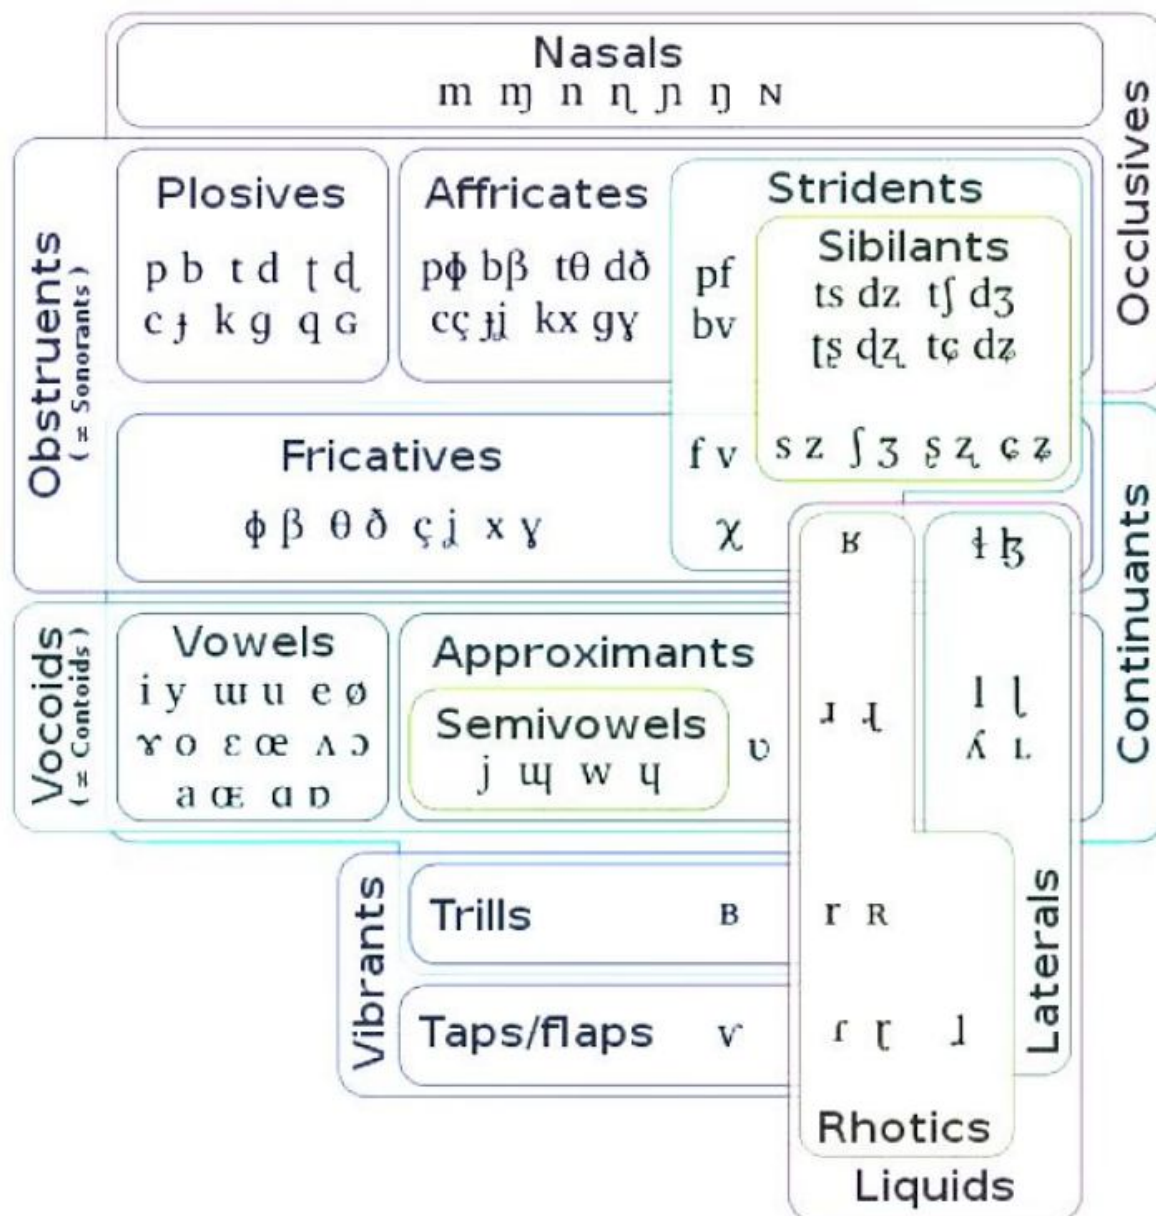 Nasals
m ɱ n ɳ ɲ ŋ ɴ
Occlusives
Obstruents
( ≠ Sonorants )
Plosives
p b t d ʈ ɖ
c ɟ k ɡ q ɢ
Affricates
pɸ bβ tθ dð
cç ɟʝ kx ɡɣ
Stridents
pf
bv
Sibilants
ts dz tʃ dʒ
ʈʂ ɖʐ tɕ dʑ
Fricatives
ɸ β θ ð ç ʝ x ɣ
f v
s z ʃ ʒ ʂ ʐ ɕ ʑ
χ
ʁ
ɬ ɮ
Continuants
Vocoids
( ≠ Contoids )
Vowels
i y ɯ u e ø
ɤ o ɛ œ ʌ ɔ
a ɶ ɑ ɒ
Approximants
Semivowels
j ɰ w ɥ
ʋ
ɹ ɻ
l ɭ
ʎ ʟ
Vibrants
Trills
ʙ
r ʀ
Taps/flaps
ⱱ
ɾ ɽ
ɺ
Laterals
Rhotics
Liquids